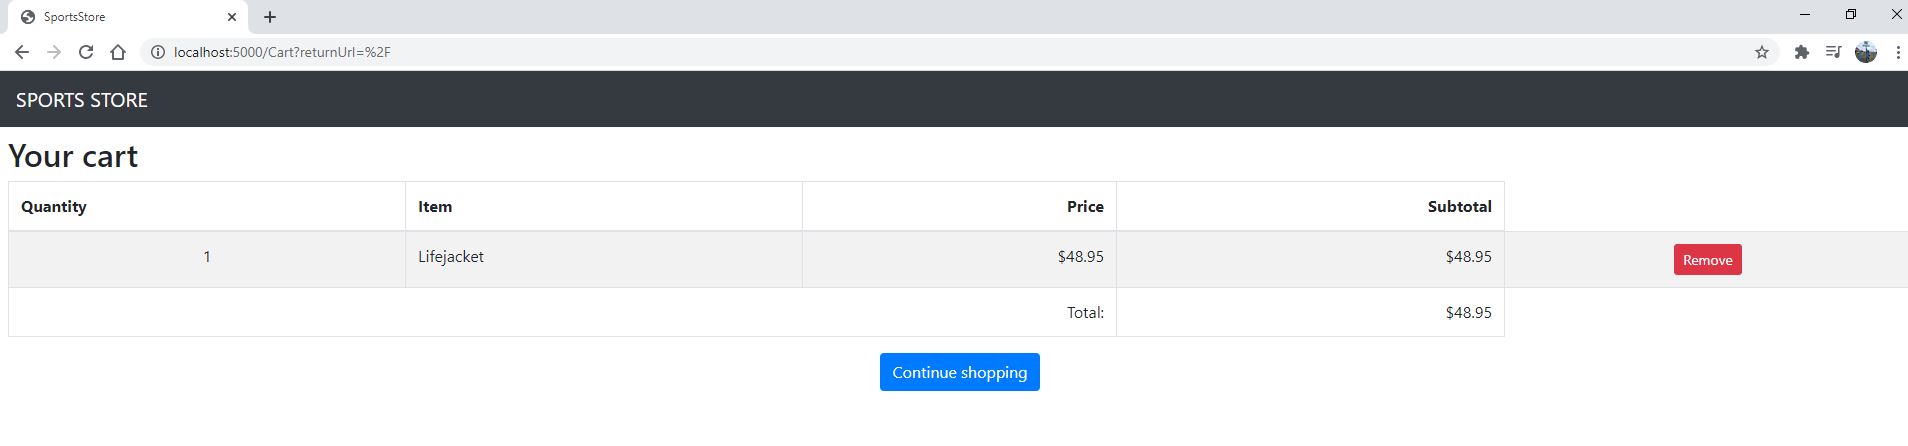 SportsStore
localhost:5000/Cart?returnUrl=%2F
SPORTS STORE
Your cart
Quantity Item Price Subtotal
1 Lifejacket $48.95 $48.95 Remove
Total: $48.95
Continue shopping